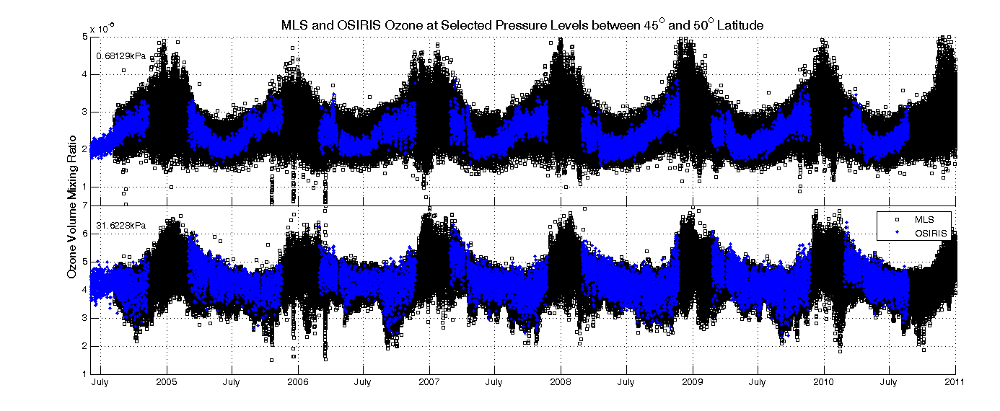 MLS and OSIRIS Ozone at Selected Pressure Levels between 45° and 50° Latitude
x 10⁻⁶
5
0.68129kPa
4
3
2
1
Ozone Volume Mixing Ratio
7
31.6228kPa
MLS
OSIRIS
6
5
4
3
2
1
July 2005 July 2006 July 2007 July 2008 July 2009 July 2010 July 2011